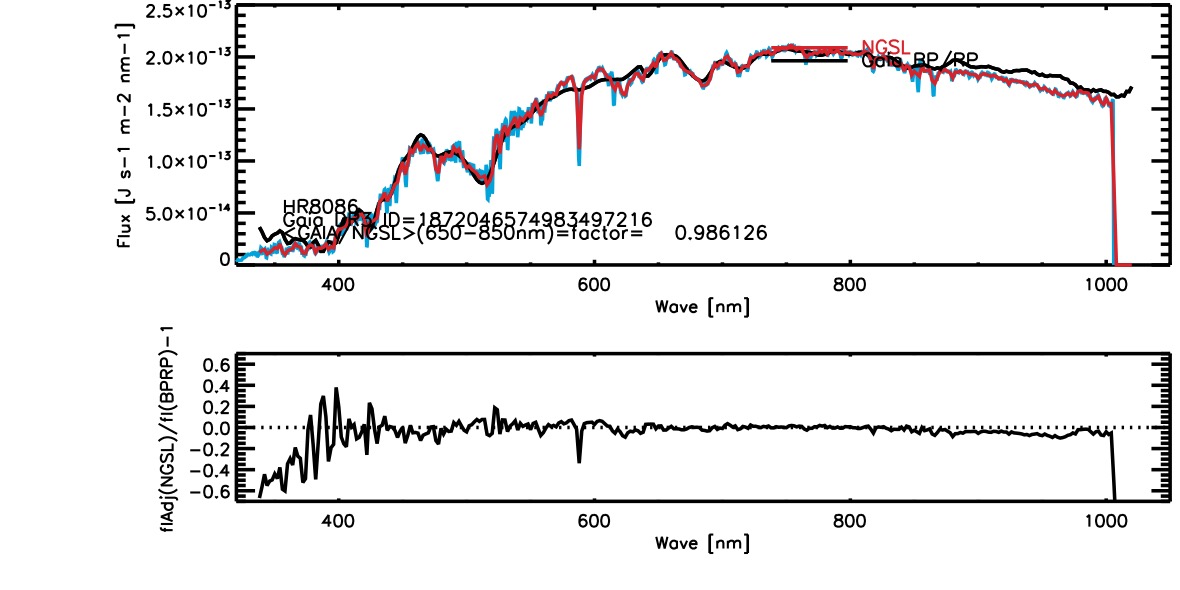 2.5×10−13
2.0×10−13
1.5×10−13
1.0×10−13
5.0×10−14
0
Flux [J s−1 m−2 nm−1]
NGSL
Gaia BP/RP
HR8086
Gaia ID=1872046574983497216
<GAIA/NGSL>(650−850nm)=factor= 0.986126
400 600 800 1000
Wave [nm]
flAdj(NGSL)/fl(BPRP)−1
0.6
0.4
0.2
0.0
−0.2
−0.4
−0.6
400 600 800 1000
Wave [nm]